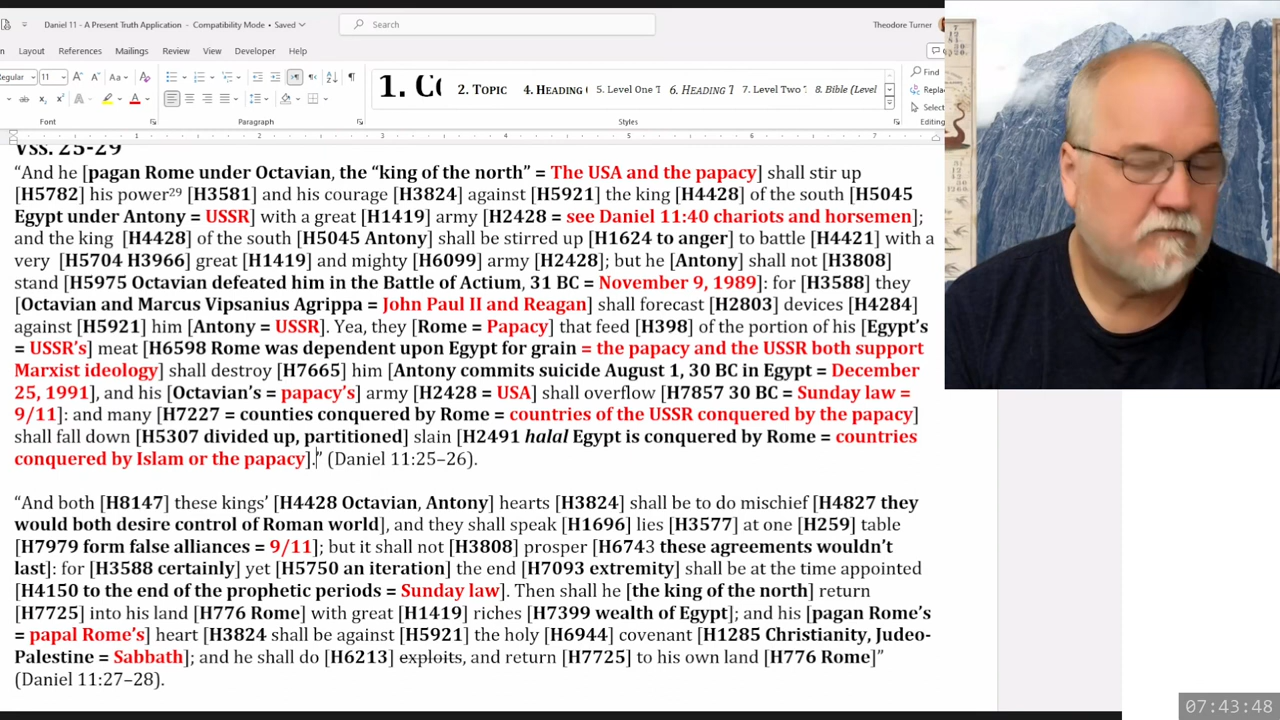 Daniel 11 - A Present Truth Application - Compatibility Mode • Saved
Search
Theodore Turner
Layout References Mailings Review View Developer Help
11
Aa
1. 2. Topic 4. Heading 5. Level One T 6. Heading T 7. Level Two T 8. Bible (Level
Find
Select
Font Paragraph Styles Editing
1 2 3 4 5 6 7
Vss. 25-29
“And he [pagan Rome under Octavian, the “king of the north” = The USA and the papacy] shall stir up
[H5782] his power29 [H3581] and his courage [H3824] against [H5921] the king [H4428] of the south [H5045
Egypt under Antony = USSR] with a great [H1419] army [H2428 = see Daniel 11:40 chariots and horsemen];
and the king [H4428] of the south [H5045 Antony] shall be stirred up [H1624 to anger] to battle [H4421] with a
very [H5704 H3966] great [H1419] and mighty [H6099] army [H2428]; but he [Antony] shall not [H3808]
stand [H5975 Octavian defeated him in the Battle of Actium, 31 BC = November 9, 1989]: for [H3588] they
[Octavian and Marcus Vipsanius Agrippa = John Paul II and Reagan] shall forecast [H2803] devices [H4284]
against [H5921] him [Antony = USSR]. Yea, they [Rome = Papacy] that feed [H398] of the portion of his [Egypt’s
= USSR’s] meat [H6598 Rome was dependent upon Egypt for grain = the papacy and the USSR both support
Marxist ideology] shall destroy [H7665] him [Antony commits suicide August 1, 30 BC in Egypt = December
25, 1991], and his [Octavian’s = papacy’s] army [H2428 = USA] shall overflow [H7857 30 BC = Sunday law =
9/11]: and many [H7227 = counties conquered by Rome = countries of the USSR conquered by the papacy]
shall fall down [H5307 divided up, partitioned] slain [H2491 halal Egypt is conquered by Rome = countries
conquered by Islam or the papacy].” (Daniel 11:25–26).
“And both [H8147] these kings’ [H4428 Octavian, Antony] hearts [H3824] shall be to do mischief [H4827 they
would both desire control of Roman world], and they shall speak [H1696] lies [H3577] at one [H259] table
[H7979 form false alliances = 9/11]; but it shall not [H3808] prosper [H6743 these agreements wouldn’t
last]: for [H3588 certainly] yet [H5750 an iteration] the end [H7093 extremity] shall be at the time appointed
[H4150 to the end of the prophetic periods = Sunday law]. Then shall he [the king of the north] return
[H7725] into his land [H776 Rome] with great [H1419] riches [H7399 wealth of Egypt]; and his [pagan Rome’s
= papal Rome’s] heart [H3824 shall be against [H5921] the holy [H6944] covenant [H1285 Christianity, Judeo-
Palestine = Sabbath]; and he shall do [H6213] exploits, and return [H7725] to his own land [H776 Rome]”
(Daniel 11:27–28).
07:43:48